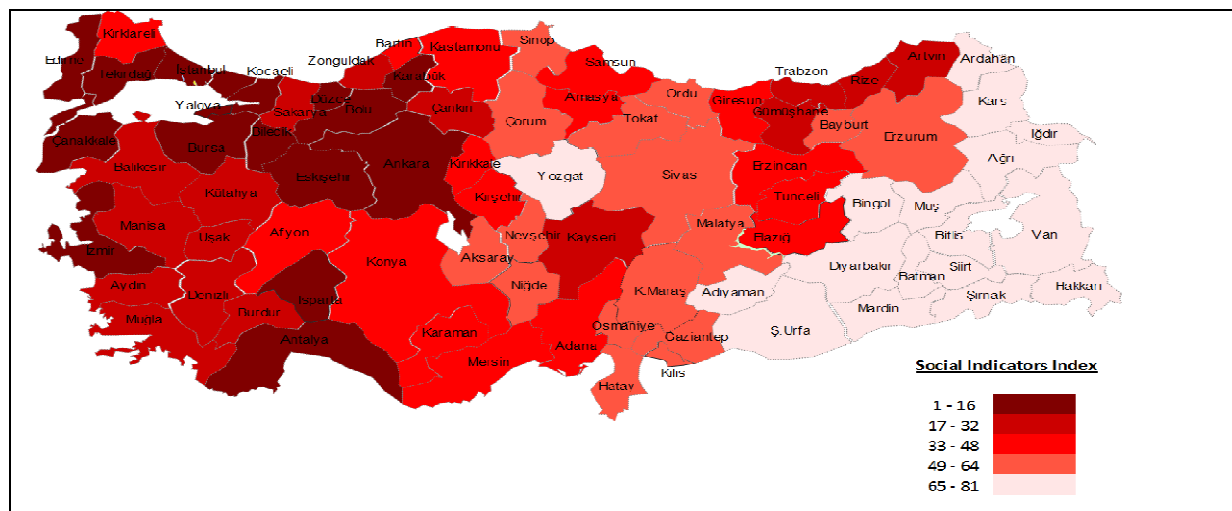 Kırklareli
Edirne
Tekirdağ
İstanbul
Kocaeli
Yalova
Sakarya
Düzce
Bolu
Zonguldak
Bartın
Karabük
Kastamonu
Çankırı
Sinop
Samsun
Amasya
Çorum
Ordu
Tokat
Giresun
Trabzon
Gümüşhane
Rize
Artvin
Ardahan
Kars
Bayburt
Erzurum
Iğdır
Ağrı
Çanakkale
Balıkesir
Bursa
Bilecik
Eskişehir
Kütahya
Ankara
Kırıkkale
Kırşehir
Yozgat
Sivas
Erzincan
Tunceli
Bingöl
Muş
Bitlis
Van
Manisa
İzmir
Uşak
Afyon
Konya
Aksaray
Nevşehir
Kayseri
Malatya
Elazığ
Diyarbakır
Batman
Siirt
Şırnak
Hakkari
Mardin
Aydın
Denizli
Muğla
Burdur
Isparta
Antalya
Karaman
Mersin
Niğde
Adana
Osmaniye
K.Maraş
Adıyaman
Gaziantep
Kilis
Ş.Urfa
Hatay
Social Indicators Index
1 - 16
17 - 32
33 - 48
49 - 64
65 - 81